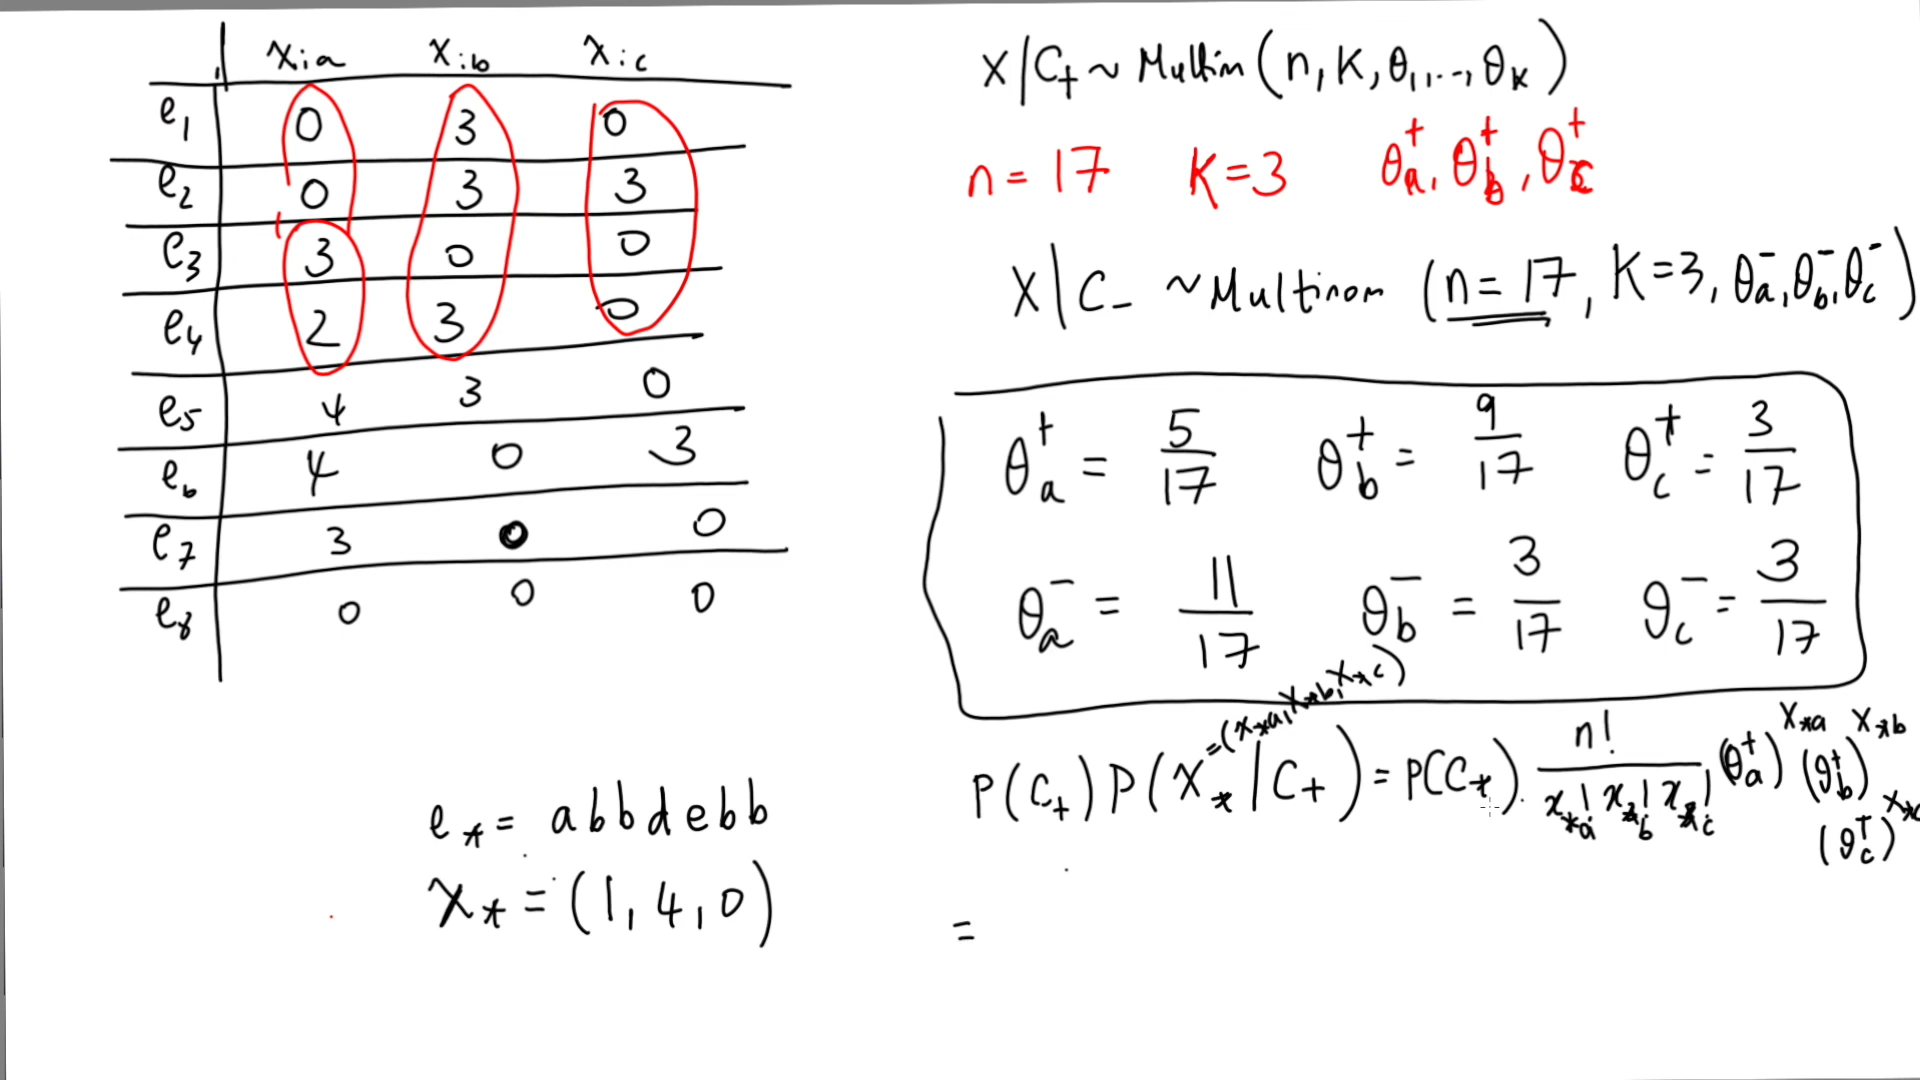 xia xib xic
e1 0 3 0
e2 0 3 3
e3 3 0 0
e4 2 3 0
e5 4 3 0
e6 4 0 3
e7 3 0 0
e8 0 0 0
e* = abbdebb
x* = (1, 4, 0)
X|C+ ~ Multin(n, K, θ1, ..., θK)
n = 17 K = 3 θa+, θb+, θc+
X|C- ~ Multinom (n = 17, K = 3, θa-, θb-, θc-)
θa+ = 5/17 θb+ = 9/17 θc+ = 3/17
θa- = 11/17 θb- = 3/17 θc- = 3/17
= (x*a, x*b, x*c)
P(C+) P(X* | C+) = P(C+) n!/(x*a! x*b! x*c!) (θa+)^x*a (θb+)^x*b
(θc+)^x*c
=